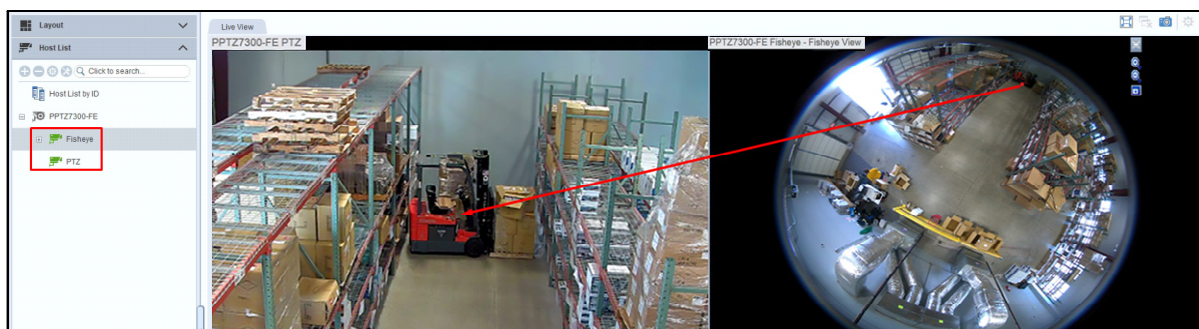 Layout
Host List
Click to search...
Host List by ID
PPTZ7300-FE
Fisheye
PTZ
Live View
PPTZ7300-FE PTZ
PPTZ7300-FE Fisheye - Fisheye View